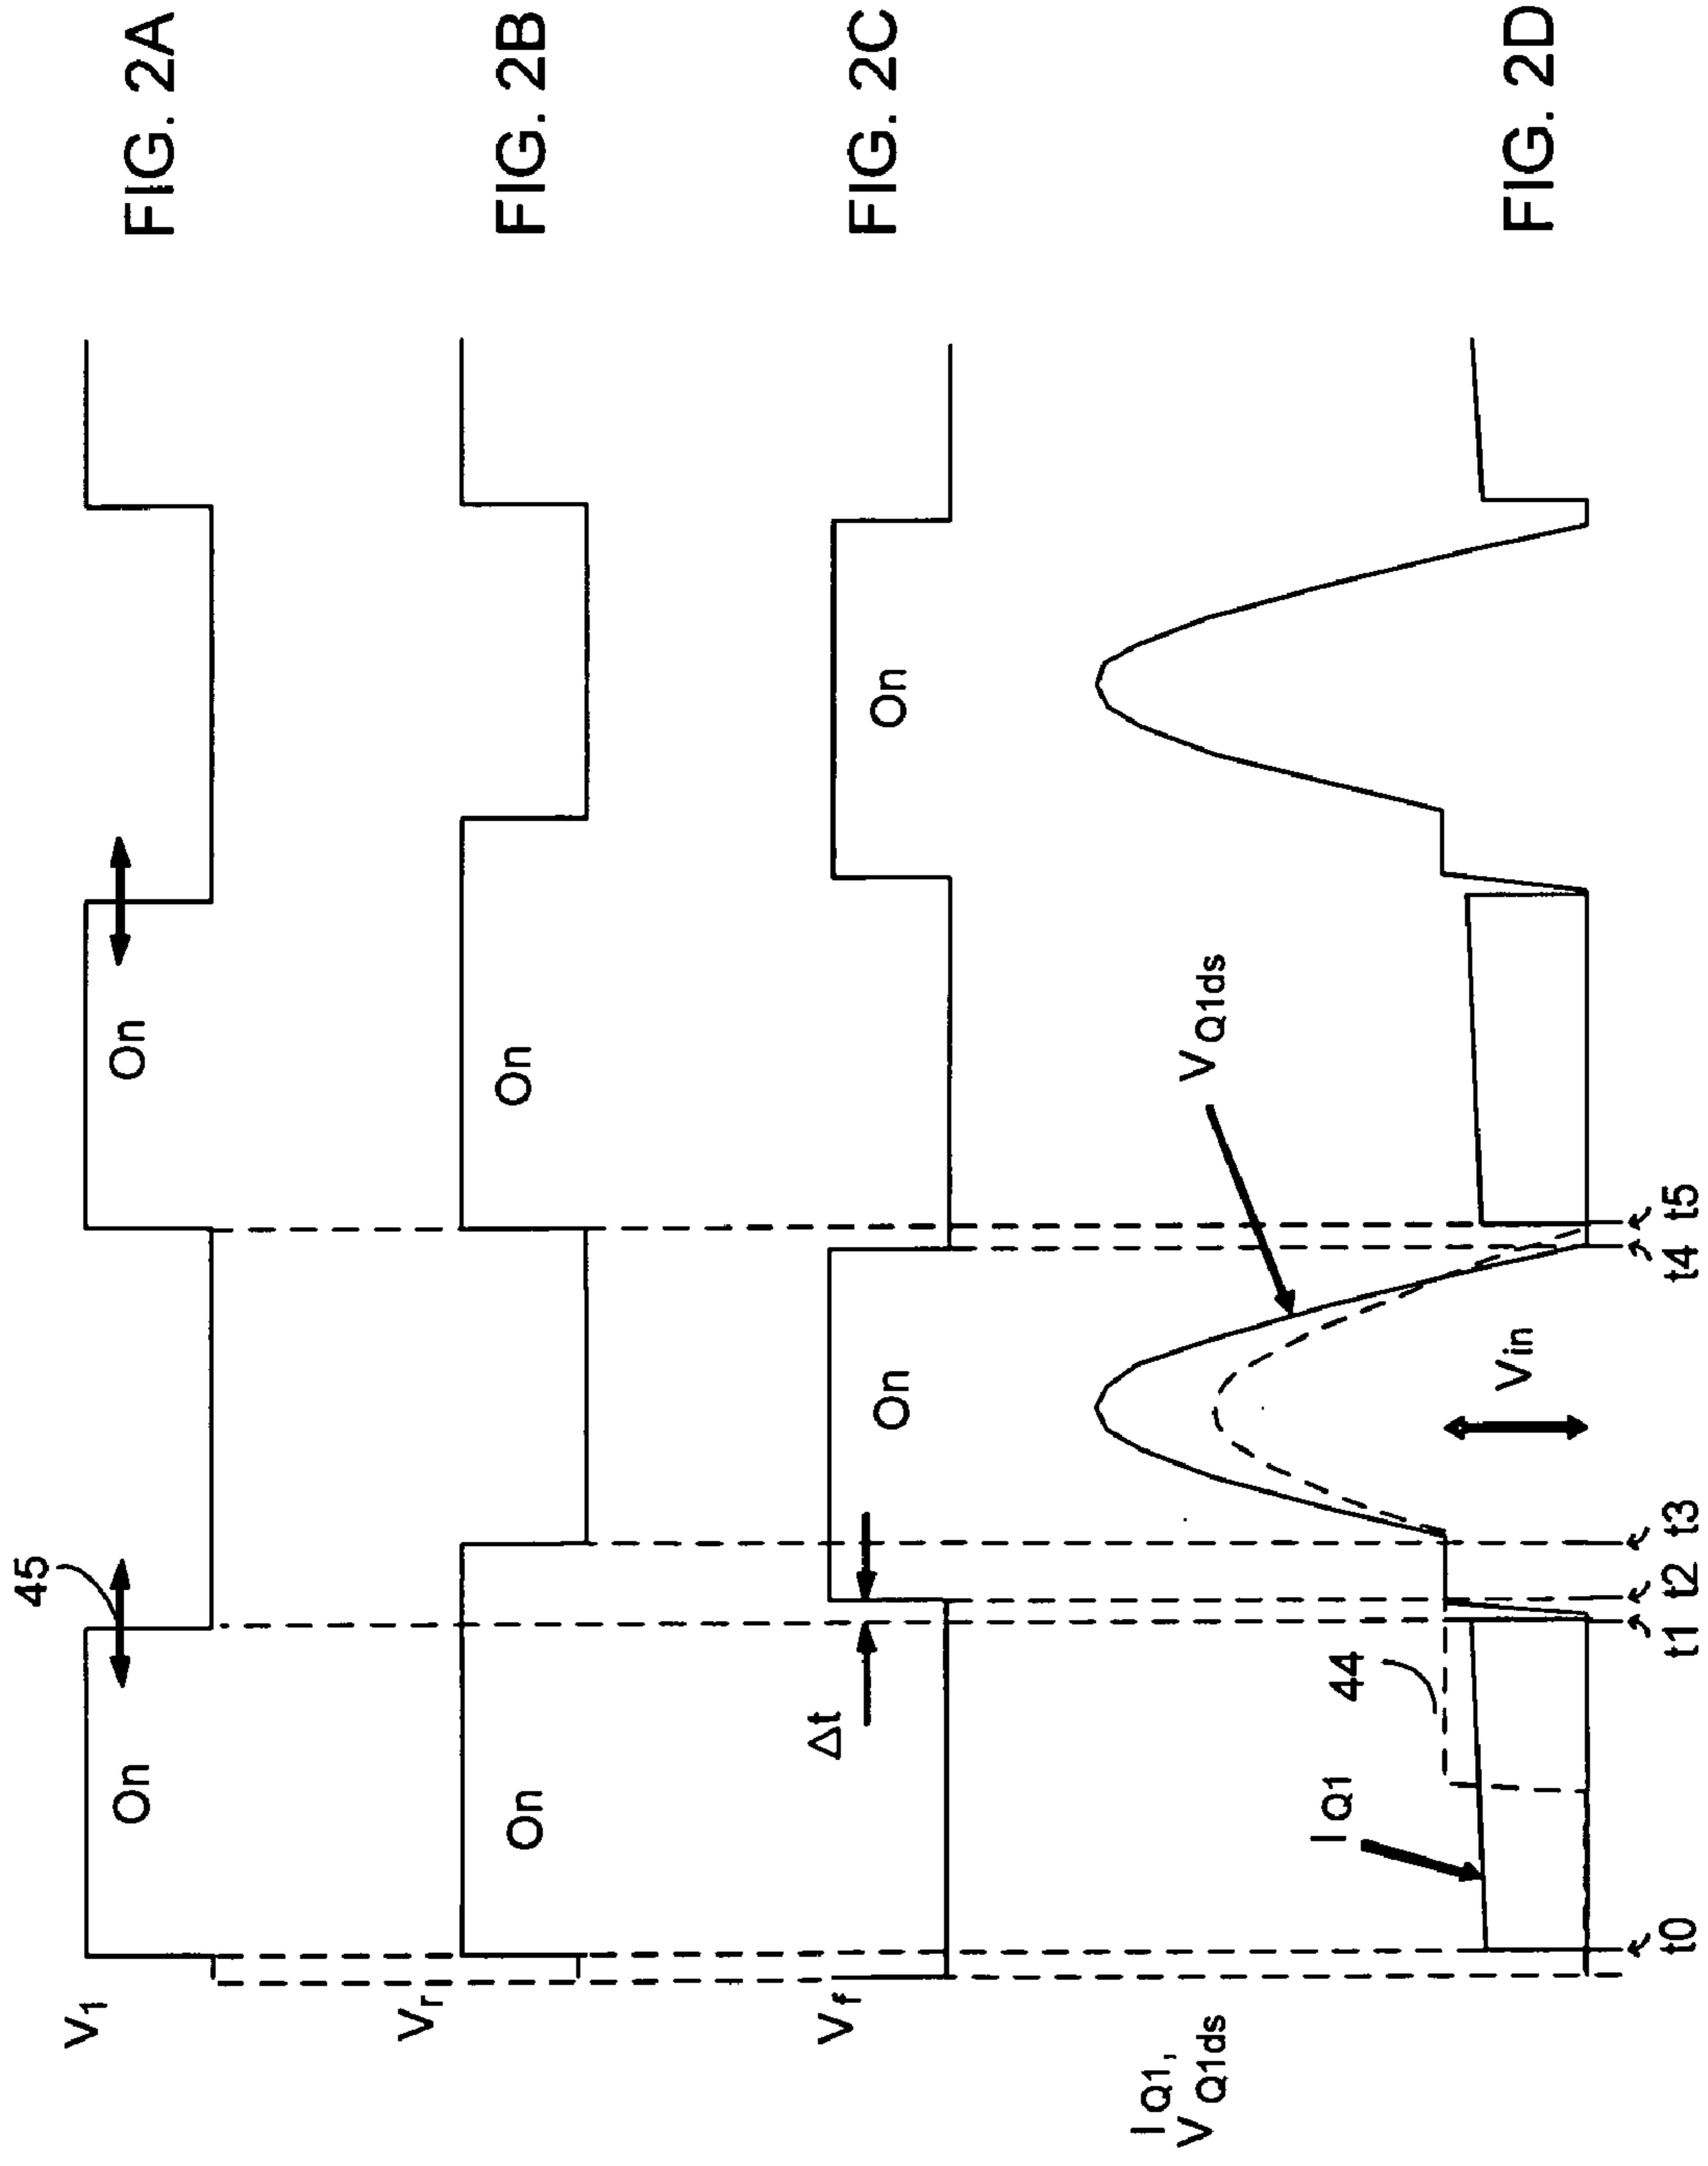 V1
45
On
On
FIG. 2A
Vr
On
On
FIG. 2B
Vf
Δt
On
On
FIG. 2C
IQ1,
VQ1ds
IQ1
44
Vin
VQ1ds
FIG. 2D
t0
t1
t2
t3
t4
t5